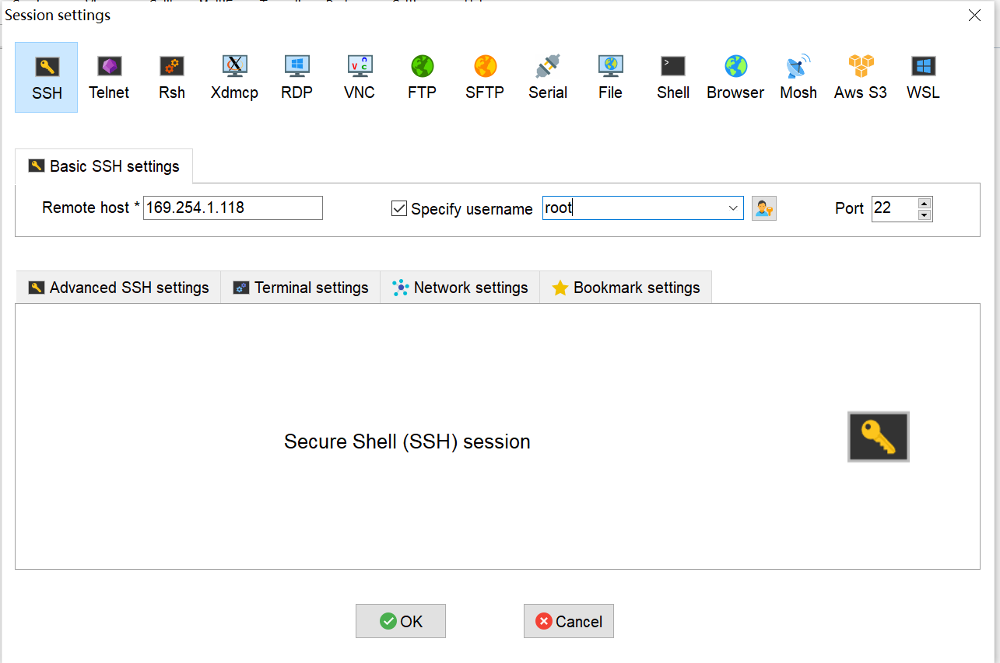 Session settings
SSH Telnet Rsh Xdmcp RDP VNC FTP SFTP Serial File Shell Browser Mosh Aws S3 WSL
Basic SSH settings
Remote host * 169.254.1.118 Specify username root Port 22
Advanced SSH settings Terminal settings Network settings Bookmark settings
Secure Shell (SSH) session
OK Cancel